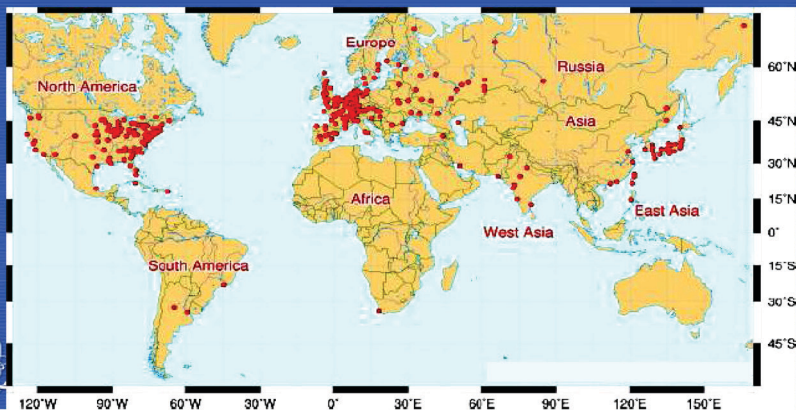 Europe
60°N
Russia
North America
Asia
45°N
30°N
Africa
15°N
East Asia
West Asia
0°
South America
15°S
30°S
45°S
120°W 90°W 60°W 30°W 0° 30°E 60°E 90°E 120°E 150°E